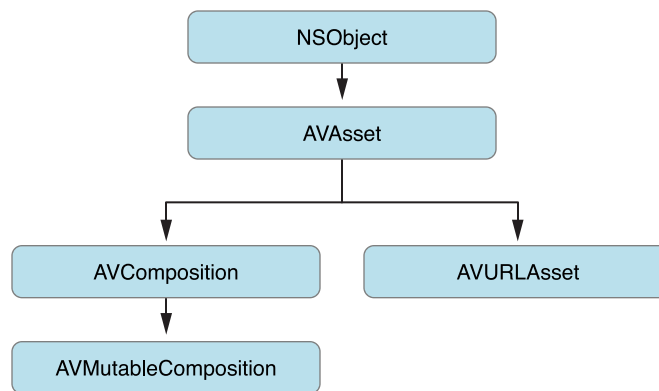 NSObject
AVAsset
AVComposition
AVURLAsset
AVMutableComposition